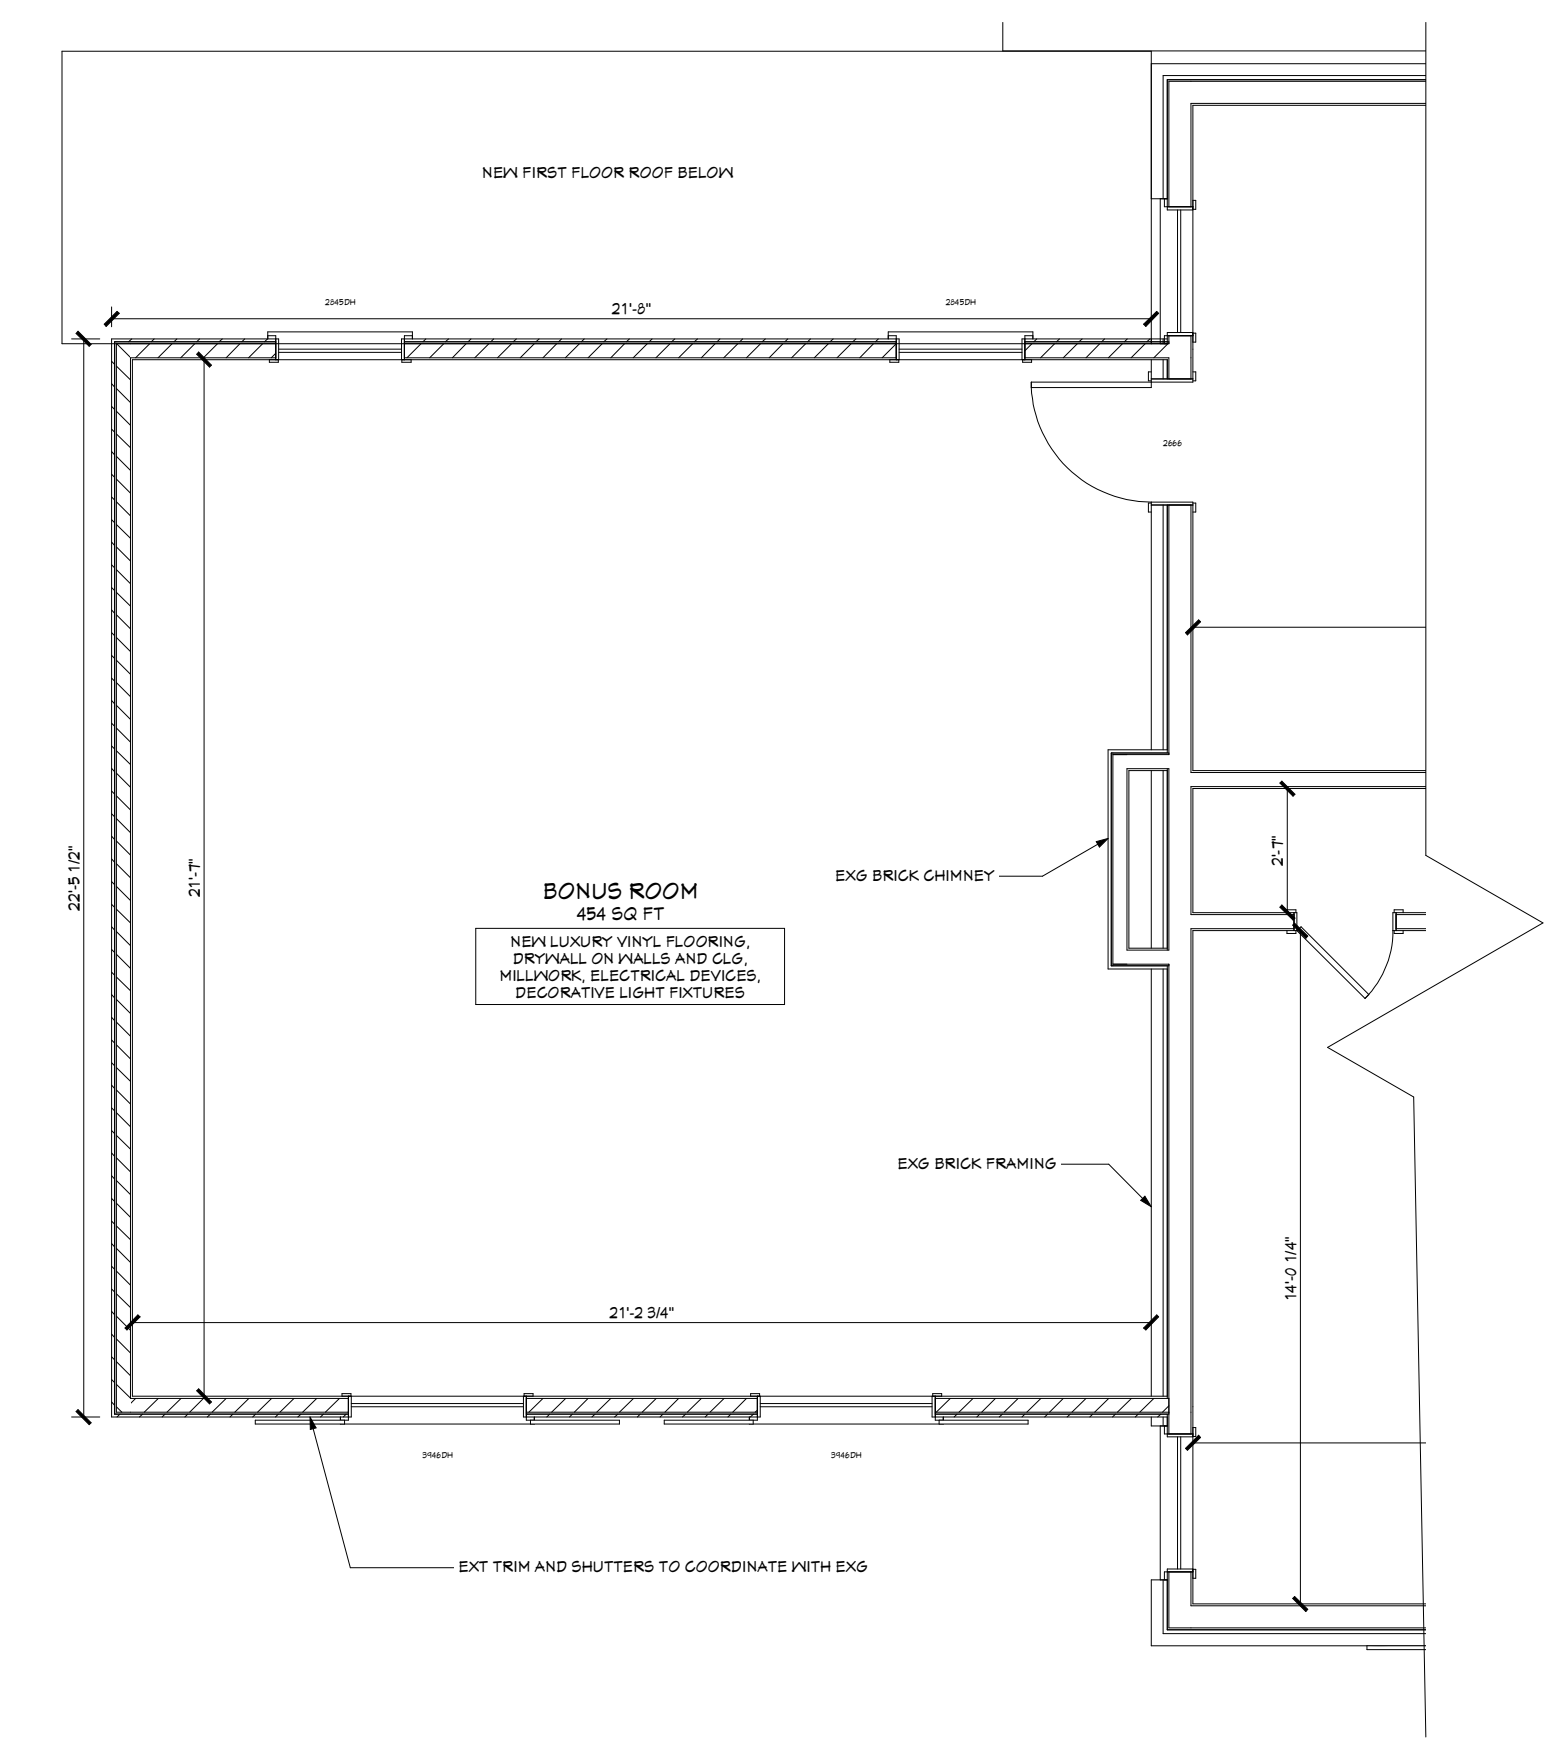 NEW FIRST FLOOR ROOF BELOW
2845DH
21'-8"
2845DH
2666
22'-5 1/2"
21'-7"
2'-7"
EXG BRICK CHIMNEY
BONUS ROOM
454 SQ FT
NEW LUXURY VINYL FLOORING,
DRYWALL ON WALLS AND CLG,
MILLWORK, ELECTRICAL DEVICES,
DECORATIVE LIGHT FIXTURES
EXG BRICK FRAMING
14'-0 1/4"
21'-2 3/4"
3946DH
3946DH
EXT TRIM AND SHUTTERS TO COORDINATE WITH EXG